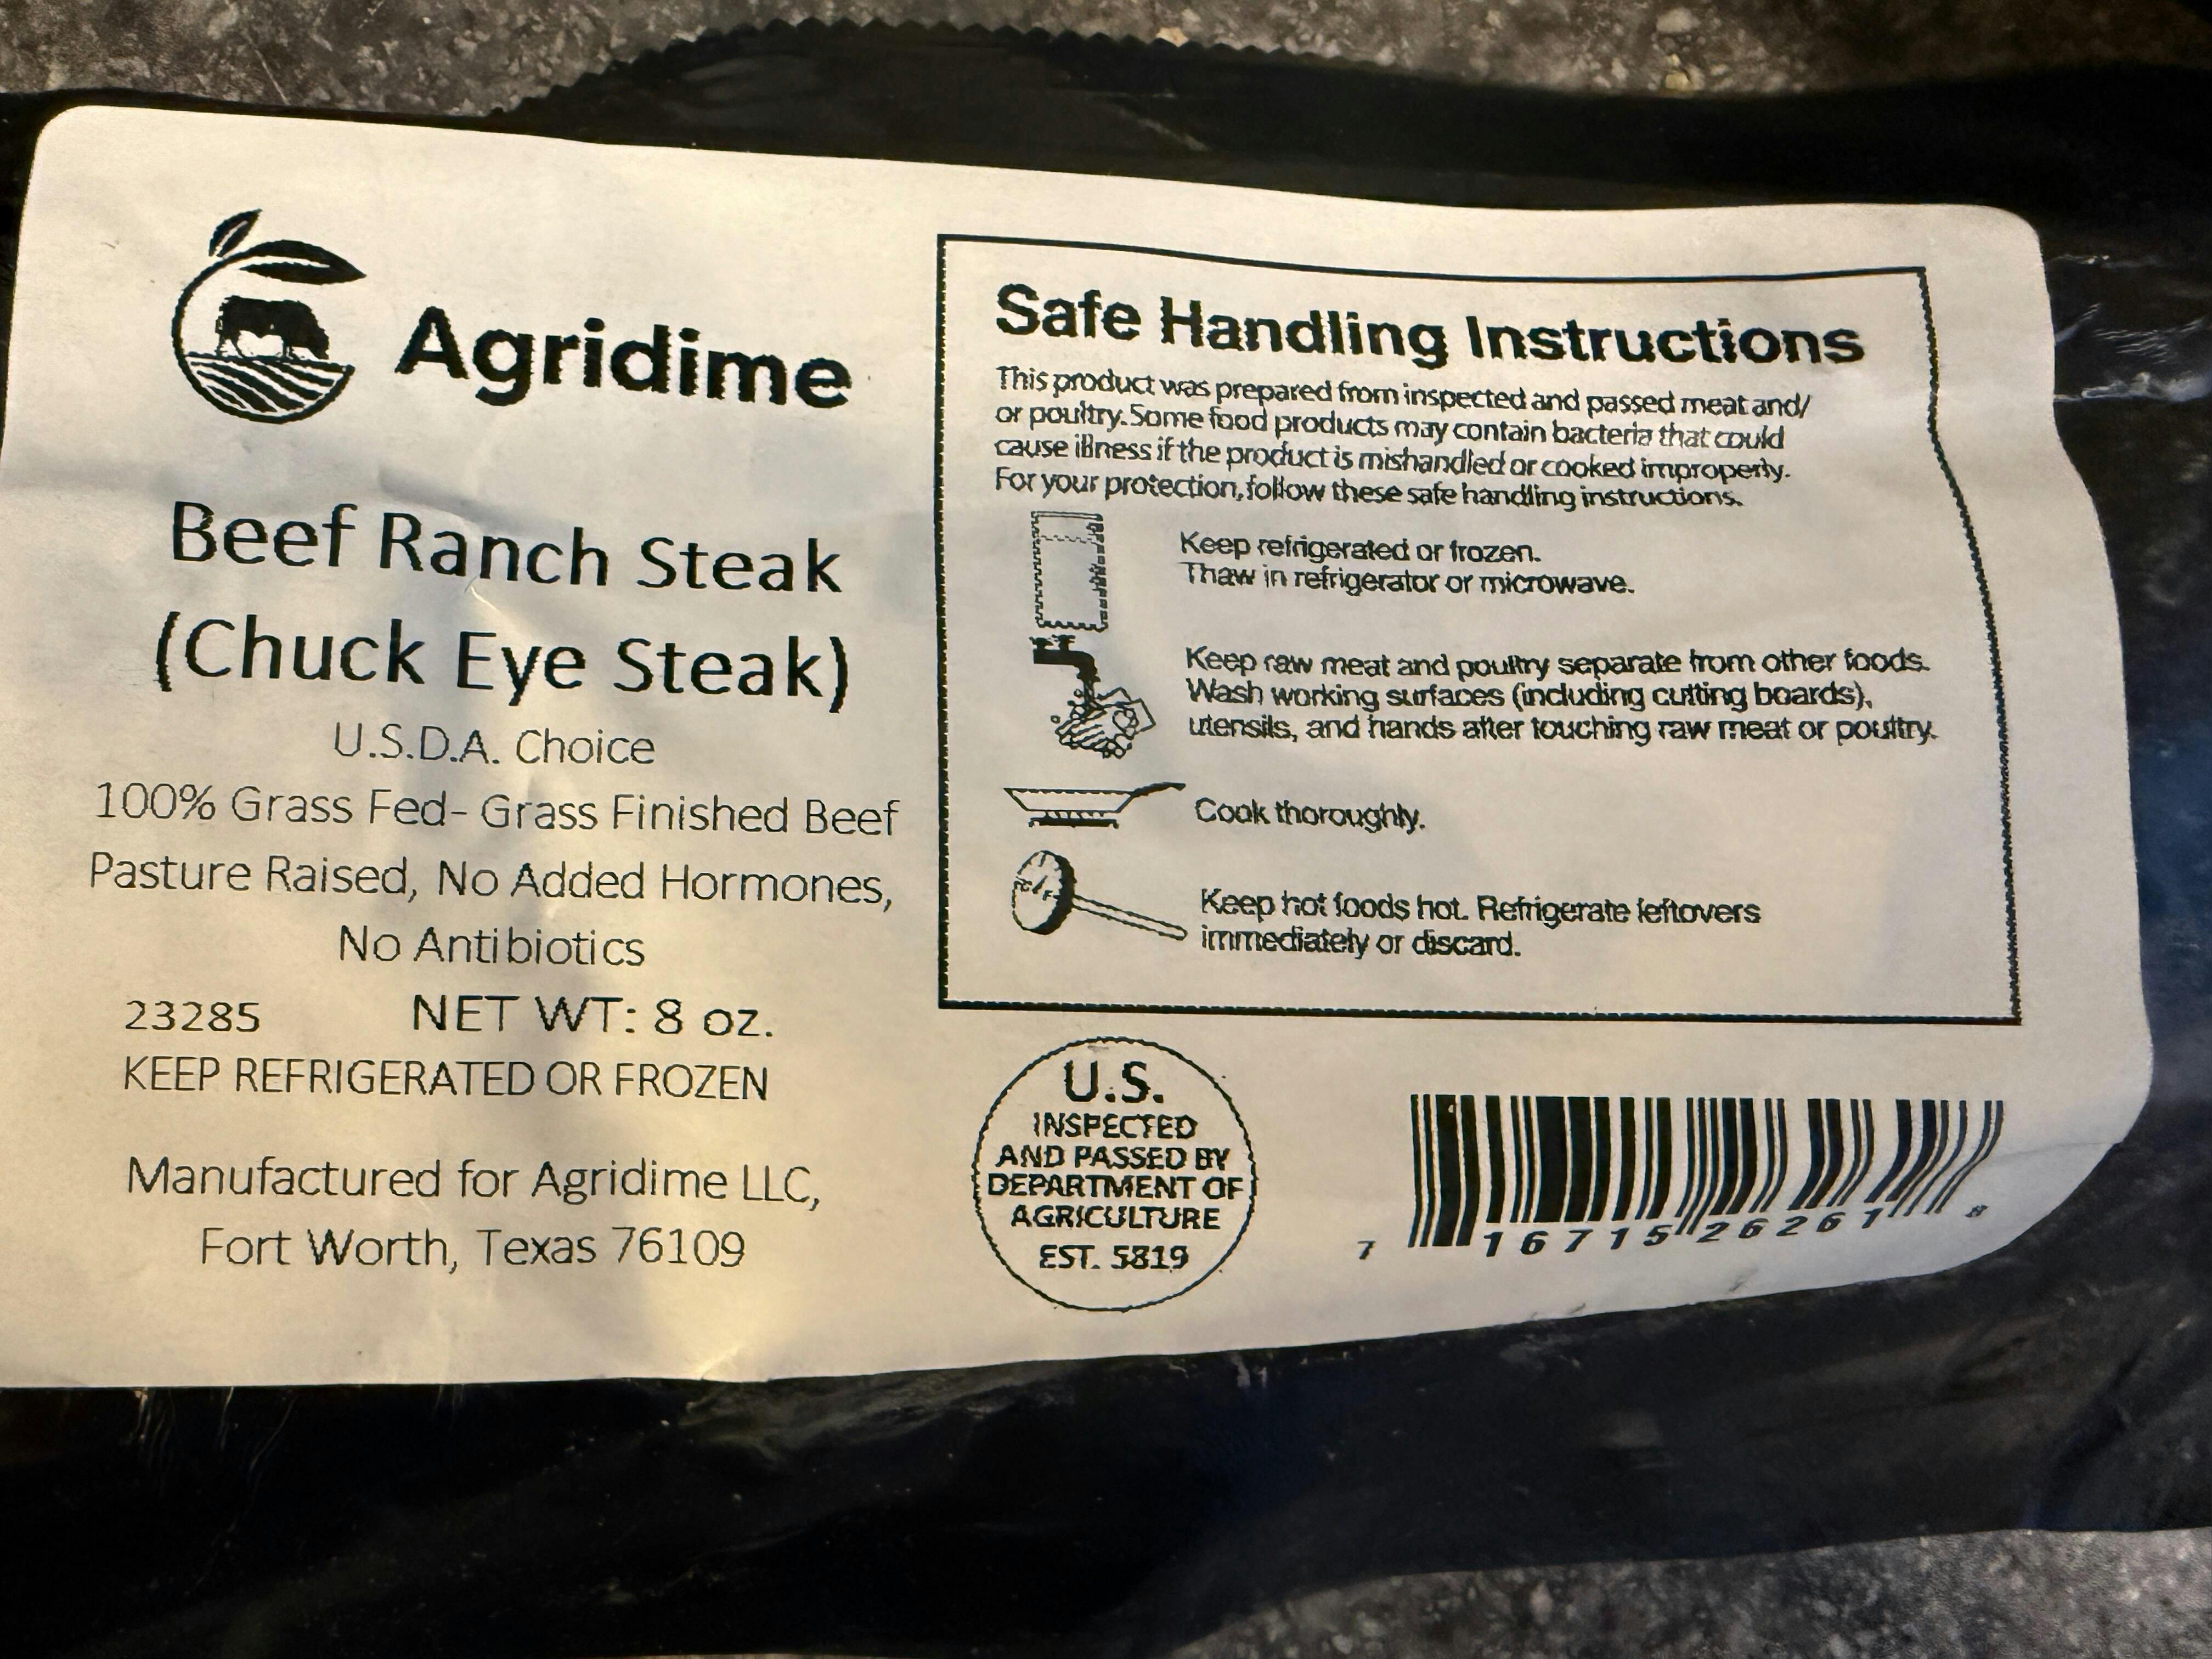 Agridime
Beef Ranch Steak
(Chuck Eye Steak)
U.S.D.A. Choice
100% Grass Fed- Grass Finished Beef
Pasture Raised, No Added Hormones,
No Antibiotics
23285 NET WT: 8 oz.
KEEP REFRIGERATED OR FROZEN
Manufactured for Agridime LLC,
Fort Worth, Texas 76109
Safe Handling Instructions
This product was prepared from inspected and passed meat and/
or poultry. Some food products may contain bacteria that could
cause illness if the product is mishandled or cooked improperly.
For your protection, follow these safe handling instructions.
Keep refrigerated or frozen.
Thaw in refrigerator or microwave.
Keep raw meat and poultry separate from other foods.
Wash working surfaces (including cutting boards),
utensils, and hands after touching raw meat or poultry.
Cook thoroughly.
Keep hot foods hot. Refrigerate leftovers
immediately or discard.
U.S.
INSPECTED
AND PASSED BY
DEPARTMENT OF
AGRICULTURE
EST. 5819
7 16715 26261 8